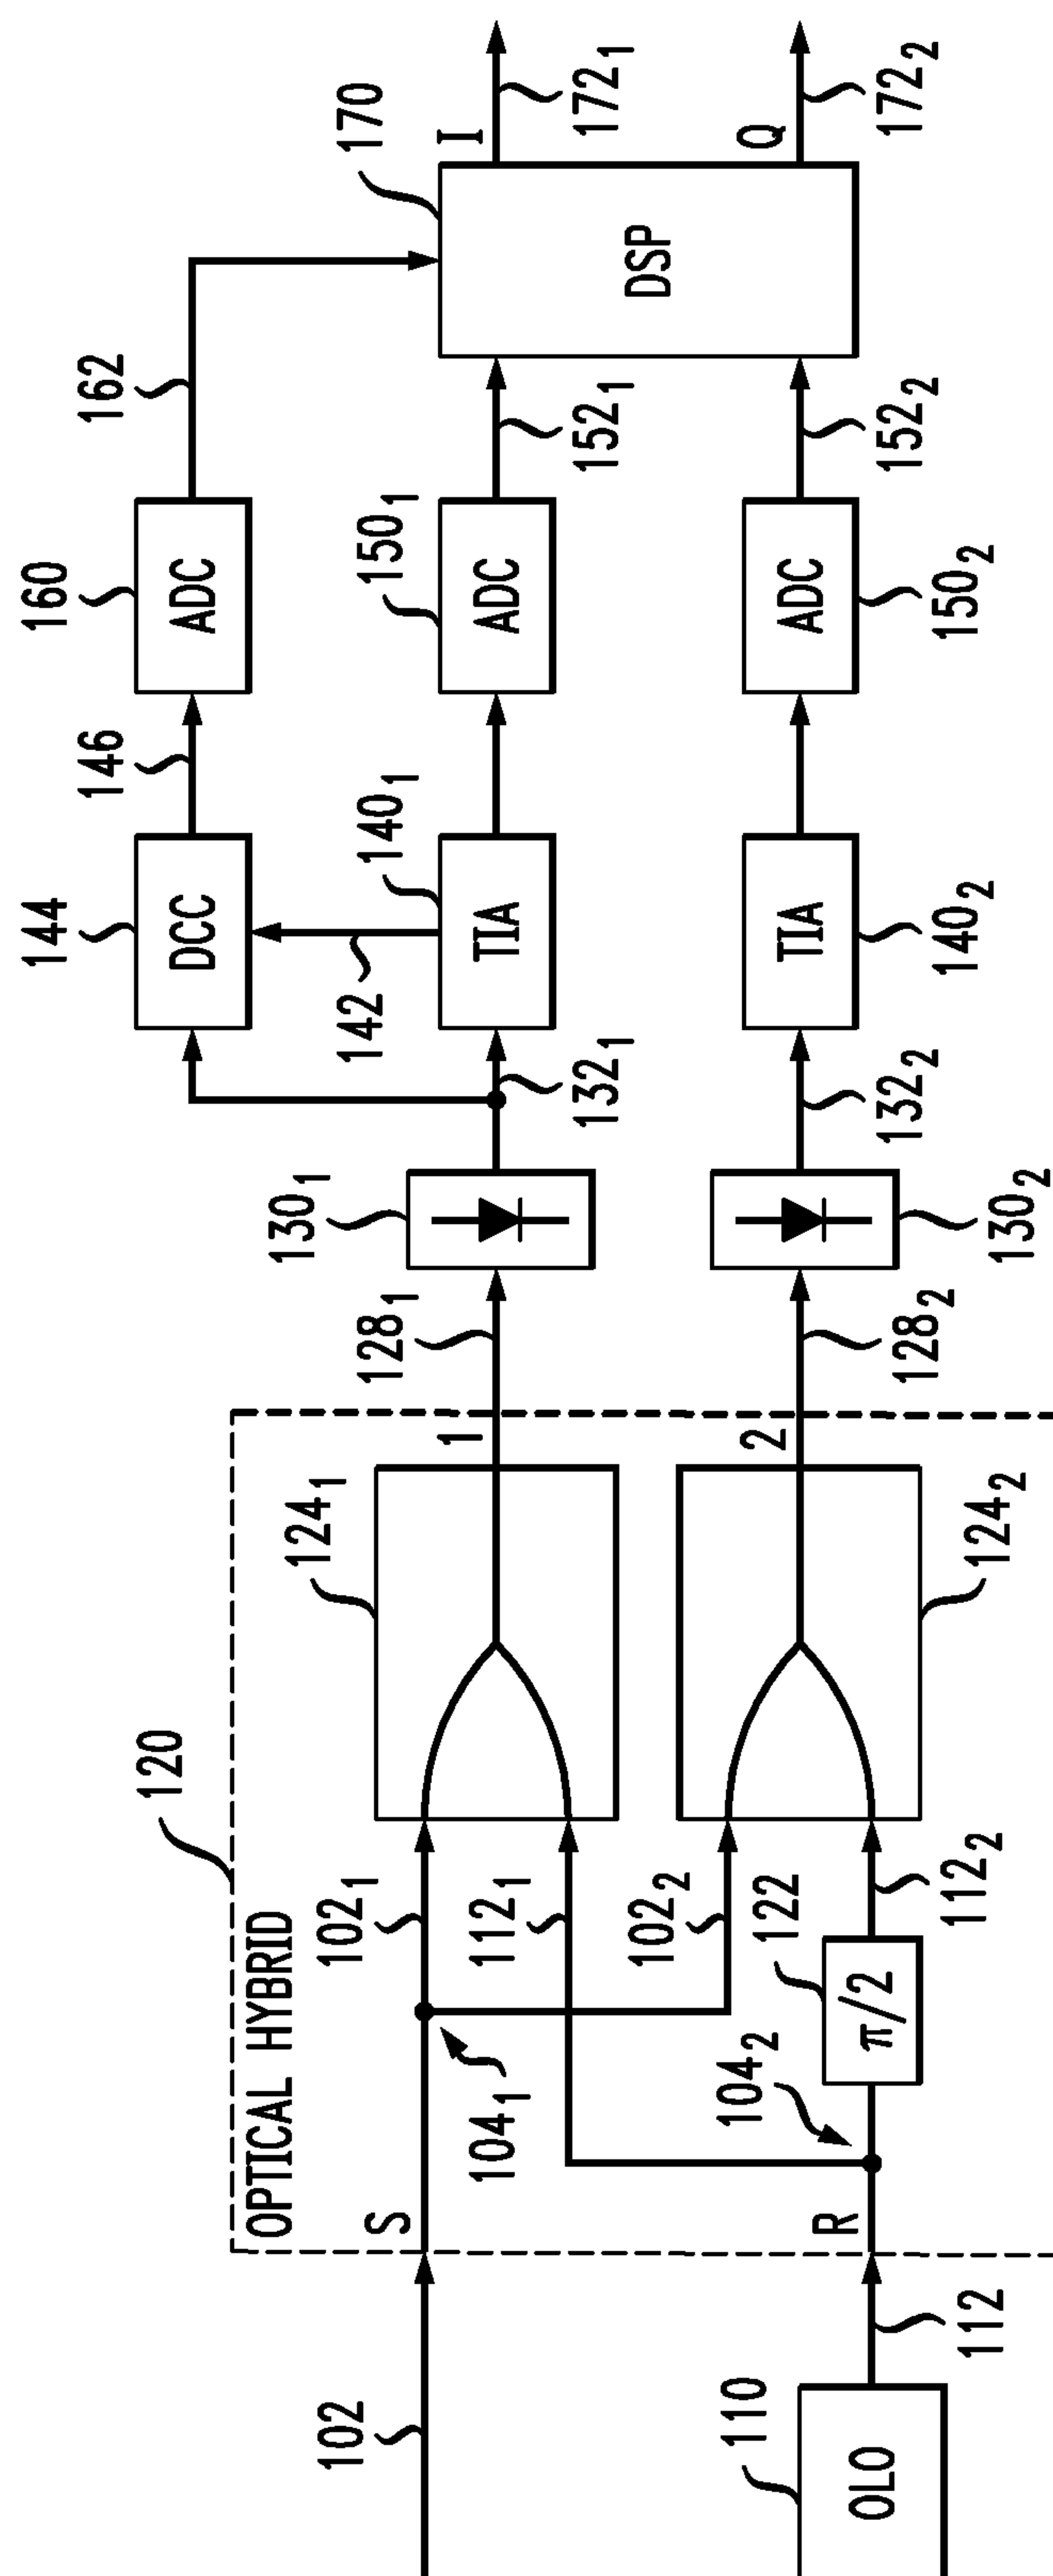 102
110
OLO
112
OPTICAL HYBRID
120
S
R
104₁
104₂
102₁
112₁
102₂
122
π/2
112₂
124₁
124₂
1
2
128₁
128₂
130₁
130₂
132₁
132₂
142
144
DCC
140₁
TIA
TIA
140₂
146
160
ADC
150₁
ADC
ADC
150₂
162
152₁
152₂
170
DSP
I
Q
172₁
172₂